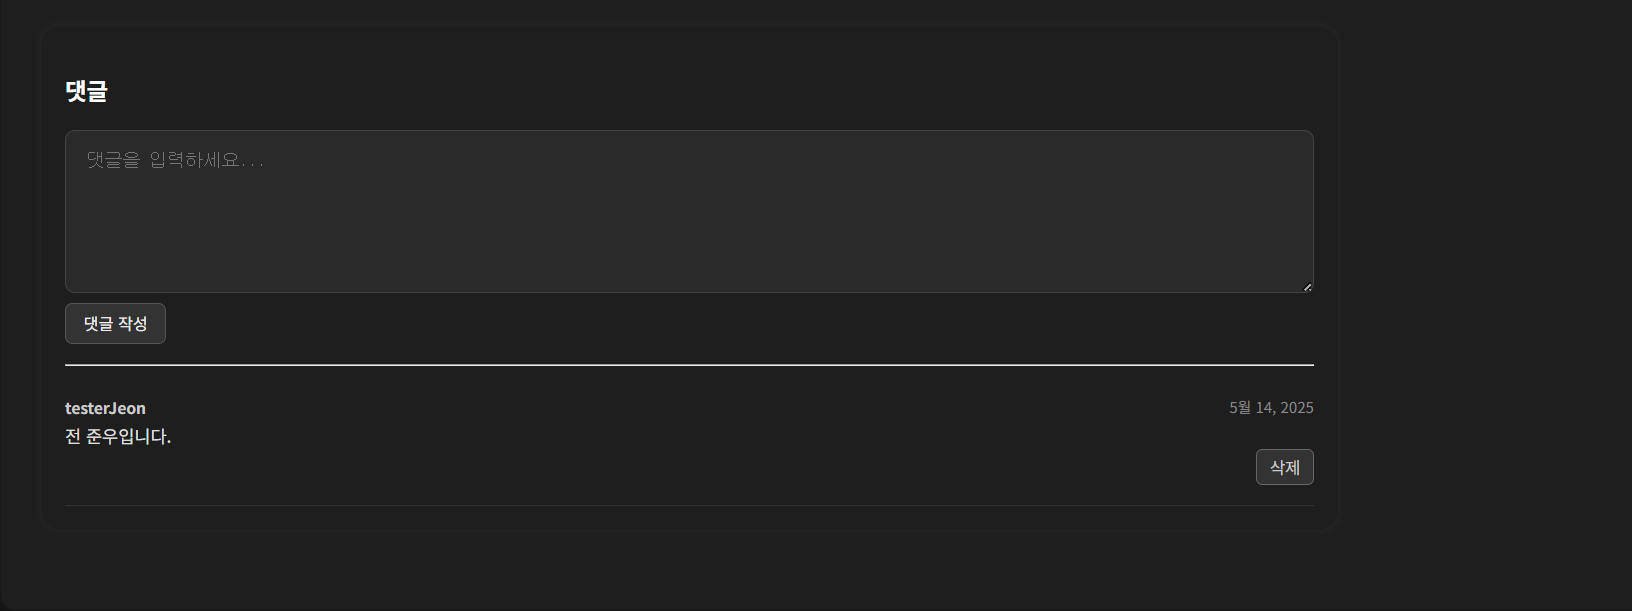 댓글
댓글을 입력하세요...
댓글 작성
testerJeon
5월 14, 2025
전 준우입니다.
삭제